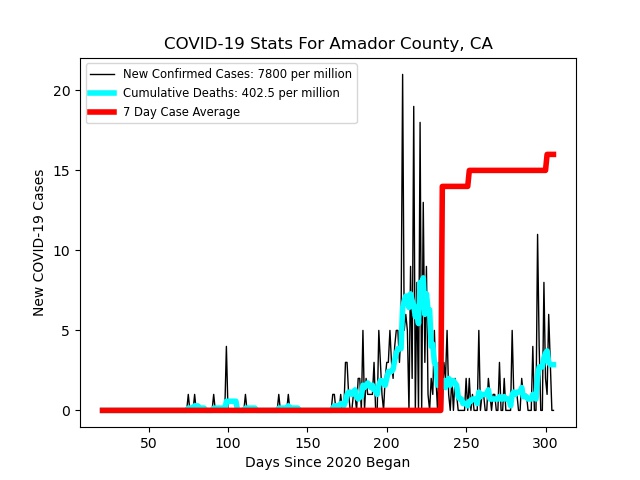 COVID-19 Stats For Amador County, CA
New Confirmed Cases: 7800 per million
Cumulative Deaths: 402.5 per million
7 Day Case Average
New COVID-19 Cases
20
15
10
5
0
50 100 150 200 250 300
Days Since 2020 Began